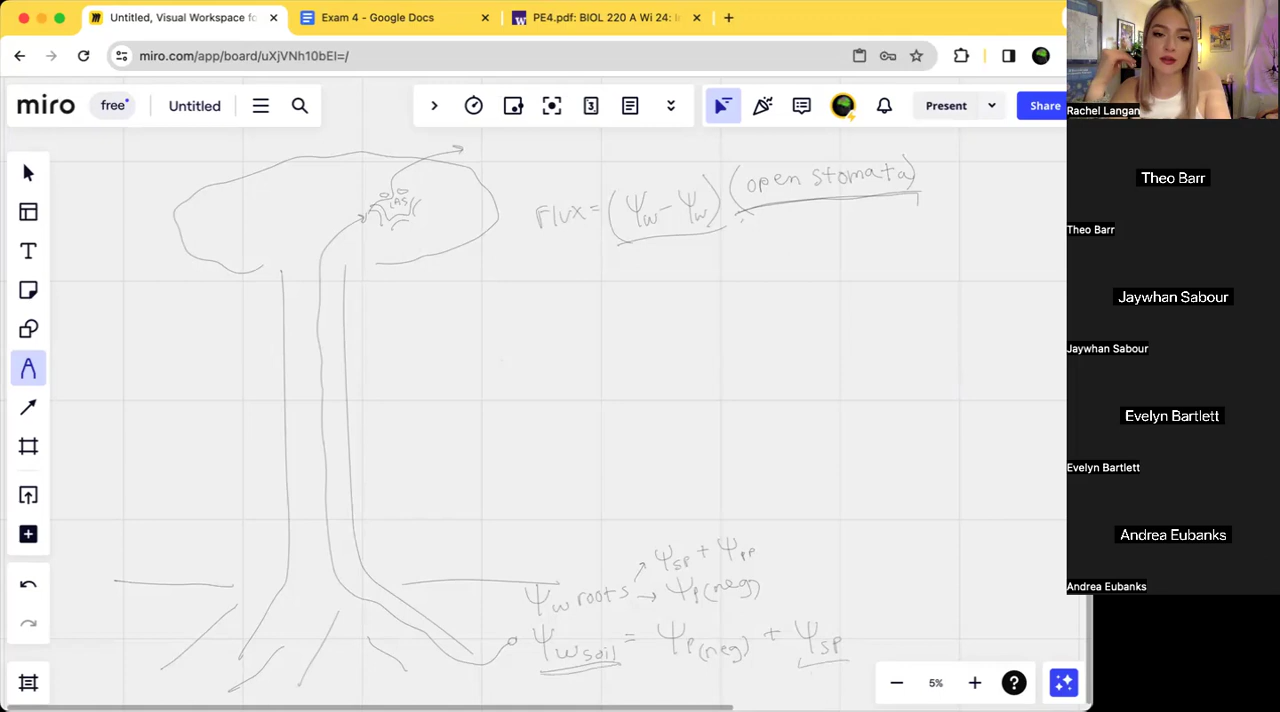 Untitled, Visual Workspace fo
Exam 4 - Google Docs
PE4.pdf: BIOL 220 A Wi 24: I
miro.com/app/board/uXjVNh10bEI=/
miro
free
Untitled
3
Present
Share
Rachel Langan
Theo Barr
Theo Barr
Jaywhan Sabour
Jaywhan Sabour
Evelyn Bartlett
Evelyn Bartlett
Andrea Eubanks
Andrea Eubanks
IAS
Flux = (Ψw - Ψw) (open stomata)
Ψsp + Ψpp
Ψw roots → Ψp(neg)
Ψw soil = Ψp(neg) + Ψsp
5%